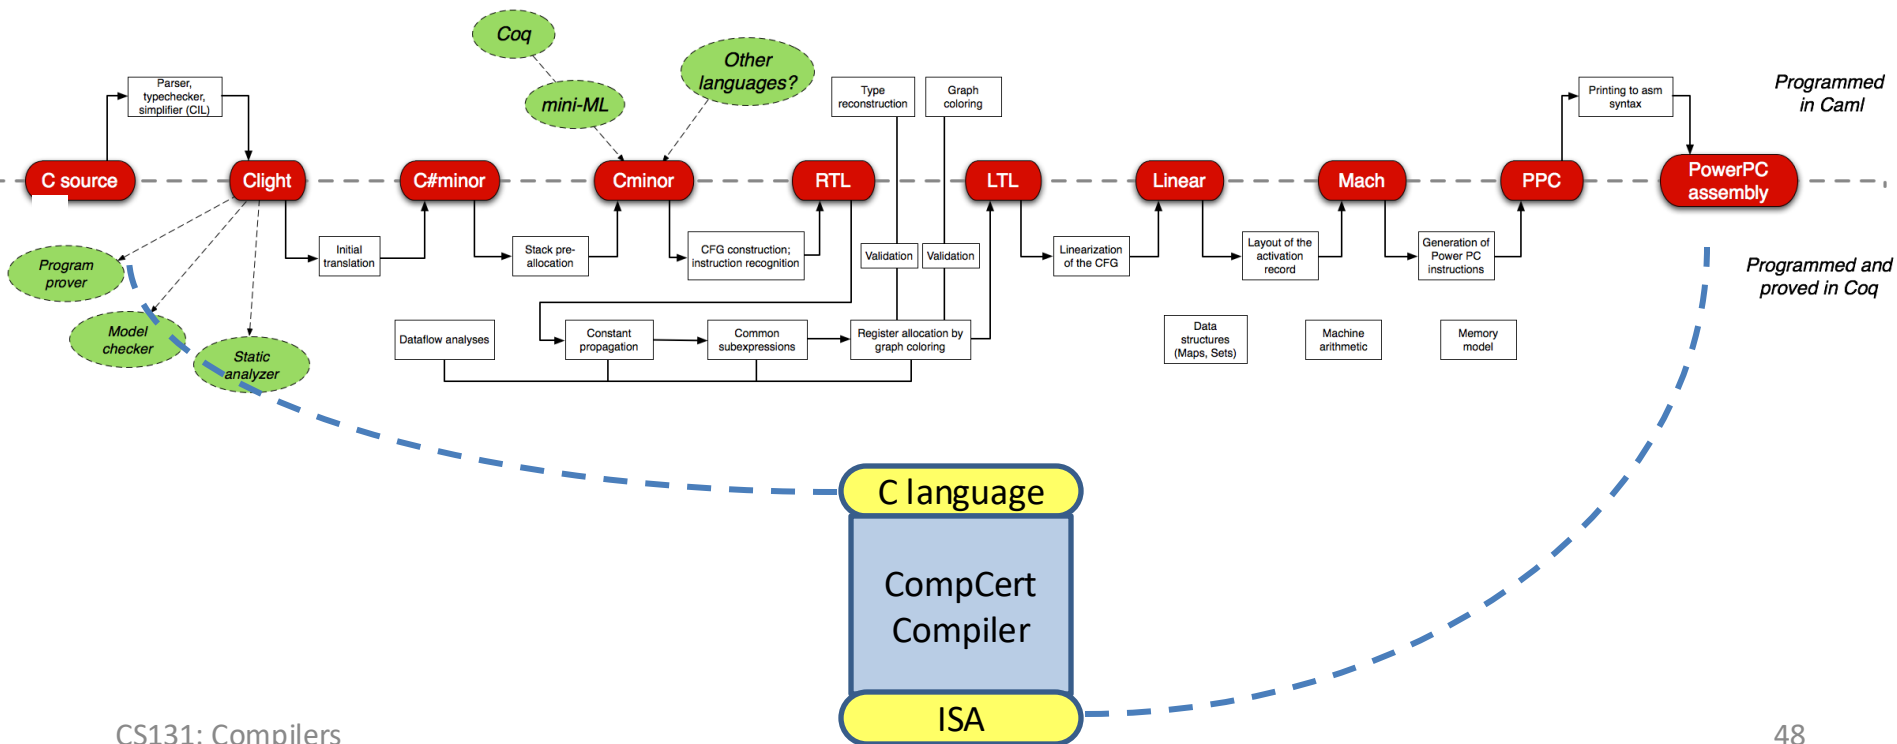 Coq
Other
languages?
mini-ML
Parser,
typechecker,
simplifier (CIL)
Type
reconstruction
Graph
coloring
Printing to asm
syntax
Programmed
in Caml
C source
Clight
C#minor
Cminor
RTL
LTL
Linear
Mach
PPC
PowerPC
assembly
Initial
translation
Stack pre-
allocation
CFG construction;
instruction recognition
Validation
Validation
Linearization
of the CFG
Layout of the
activation
record
Generation of
Power PC
instructions
Programmed and
proved in Coq
Program
prover
Model
checker
Static
analyzer
Dataflow analyses
Constant
propagation
Common
subexpressions
Register allocation by
graph coloring
Data
structures
(Maps, Sets)
Machine
arithmetic
Memory
model
C language
CompCert
Compiler
ISA
CS131: Compilers
48